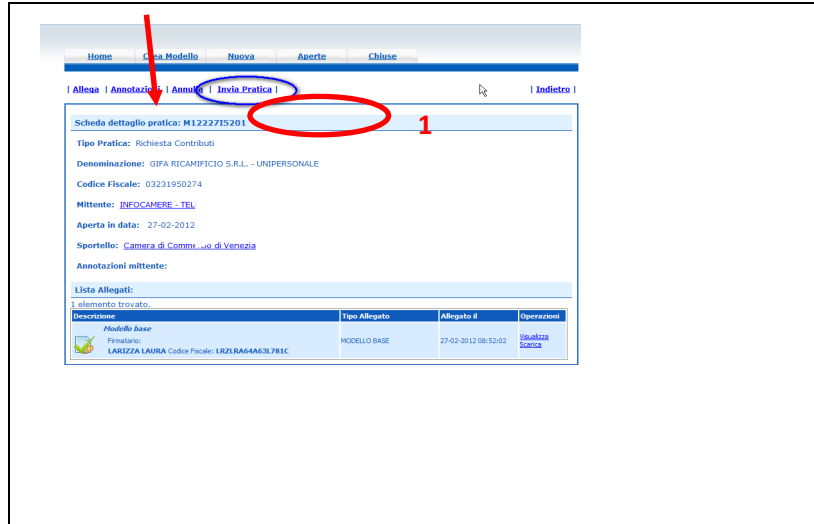 Home Crea Modello Nuova Aperte Chiuse
| Allega | Annotazioni | Annulla | Invia Pratica | | Indietro |
Scheda dettaglio pratica: M12227I5201
1
Tipo Pratica: Richiesta Contributi
Denominazione: GIFA RICAMIFICIO S.R.L. - UNIPERSONALE
Codice Fiscale: 03231950274
Mittente: INFOCAMERE - TEL
Aperta in data: 27-02-2012
Sportello: Camera di Commercio di Venezia
Annotazioni mittente:
Lista Allegati:
1 elemento trovato.
Descrizione Tipo Allegato Allegato il Operazioni
Modello base
Firmatario:
LARIZZA LAURA Codice Fiscale: LRZLRA64A63L781C
MODELLO BASE 27-02-2012 08:52:02
Visualizza
Scarica